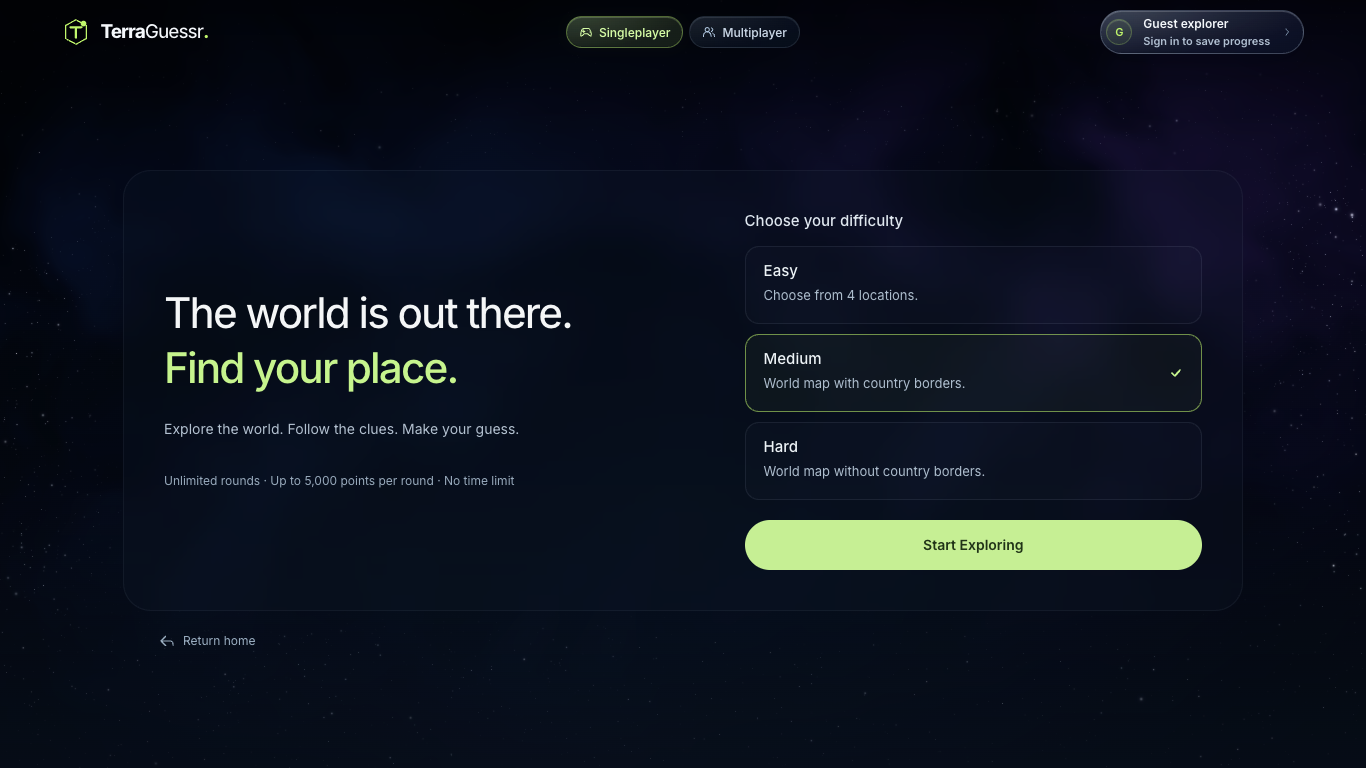 TerraGuessr.
Singleplayer
Multiplayer
G
Guest explorer
Sign in to save progress
The world is out there.
Find your place.
Explore the world. Follow the clues. Make your guess.
Unlimited rounds · Up to 5,000 points per round · No time limit
Choose your difficulty
Easy
Choose from 4 locations.
Medium
World map with country borders.
Hard
World map without country borders.
Start Exploring
Return home